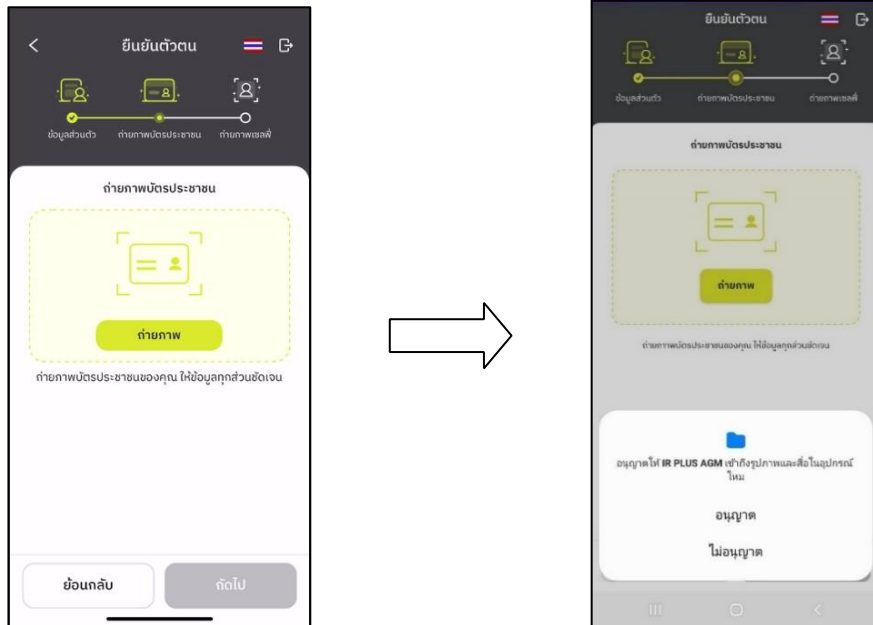 ยืนยันตัวตน
ข้อมูลส่วนตัว ถ่ายภาพบัตรประชาชน ถ่ายภาพเซลฟี่
ถ่ายภาพบัตรประชาชน
ถ่ายภาพ
ถ่ายภาพบัตรประชาชนของคุณ ให้ข้อมูลทุกส่วนชัดเจน
ย้อนกลับ ถัดไป
ยืนยันตัวตน
ข้อมูลส่วนตัว ถ่ายภาพบัตรประชาชน ถ่ายภาพเซลฟี่
ถ่ายภาพบัตรประชาชน
ถ่ายภาพ
ถ่ายภาพบัตรประชาชนของคุณ ให้ข้อมูลทุกส่วนชัดเจน
อนุญาตให้ IR PLUS AGM เข้าถึงรูปภาพและสื่อในอุปกรณ์
ไหม
อนุญาต
ไม่อนุญาต